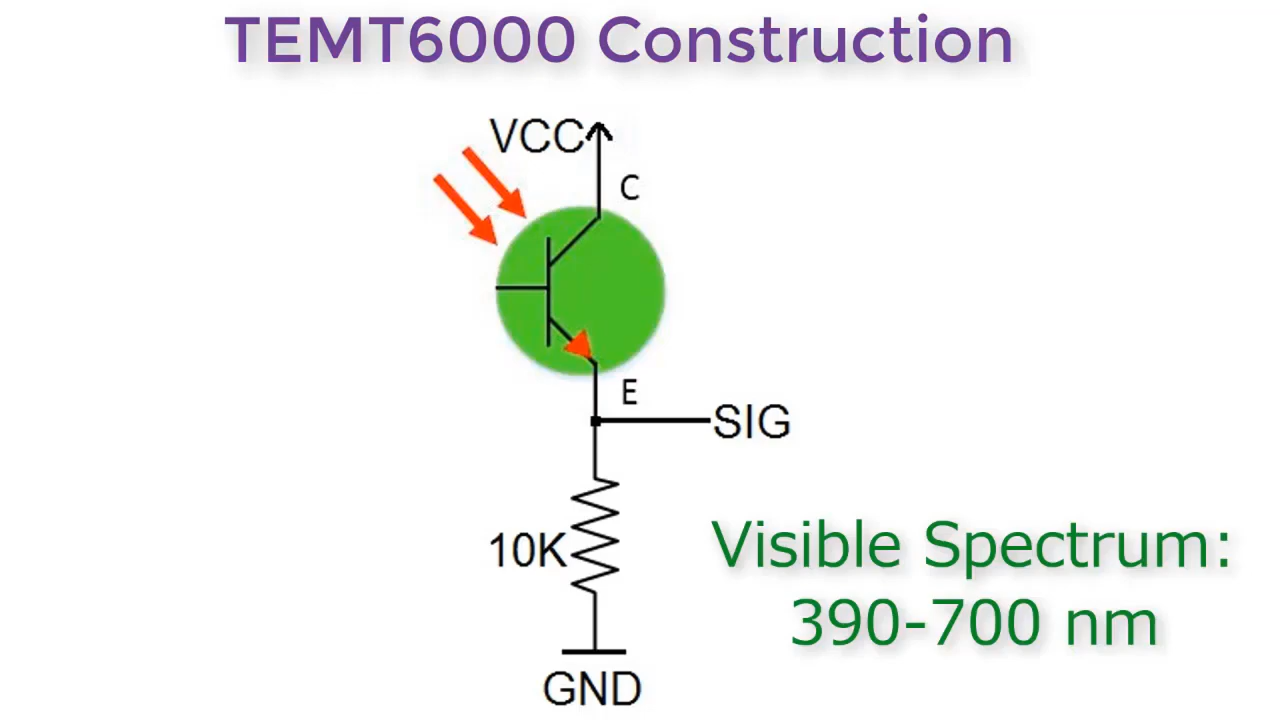 TEMT6000 Construction
VCC
C
E
SIG
10K
Visible Spectrum:
390-700 nm
GND